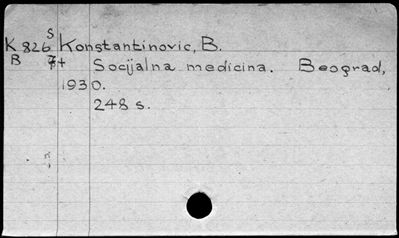 S
K 826 Konstantinovic, B.
B 7+ Socijalna medicina. Beograd,
1930.
248 s.